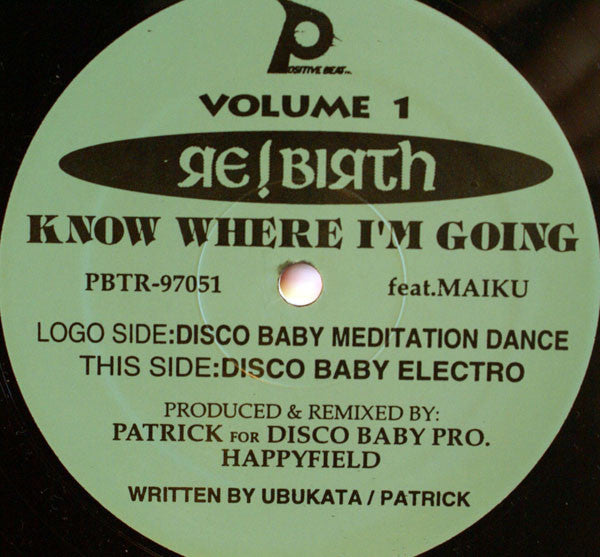 POSITIVE BEAT INC.
VOLUME 1
RE!BIRTH
KNOW WHERE I'M GOING
PBTR-97051 feat.MAIKU
LOGO SIDE:DISCO BABY MEDITATION DANCE
THIS SIDE:DISCO BABY ELECTRO
PRODUCED & REMIXED BY:
PATRICK FOR DISCO BABY PRO.
HAPPYFIELD
WRITTEN BY UBUKATA / PATRICK